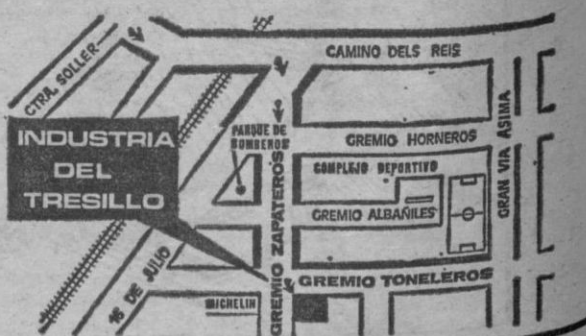 CAMINO DELS REIS
CTRA. SOLLER
INDUSTRIA
DEL
TRESILLO
PARQUE DE
BOMBEROS
GREMIO HORNEROS
COMPLEJO DEPORTIVO
GREMIO ALBAÑILES
GRAN VIA ASIMA
GREMIO ZAPATEROS
16 DE JULIO
GREMIO TONELEROS
MICHELIN